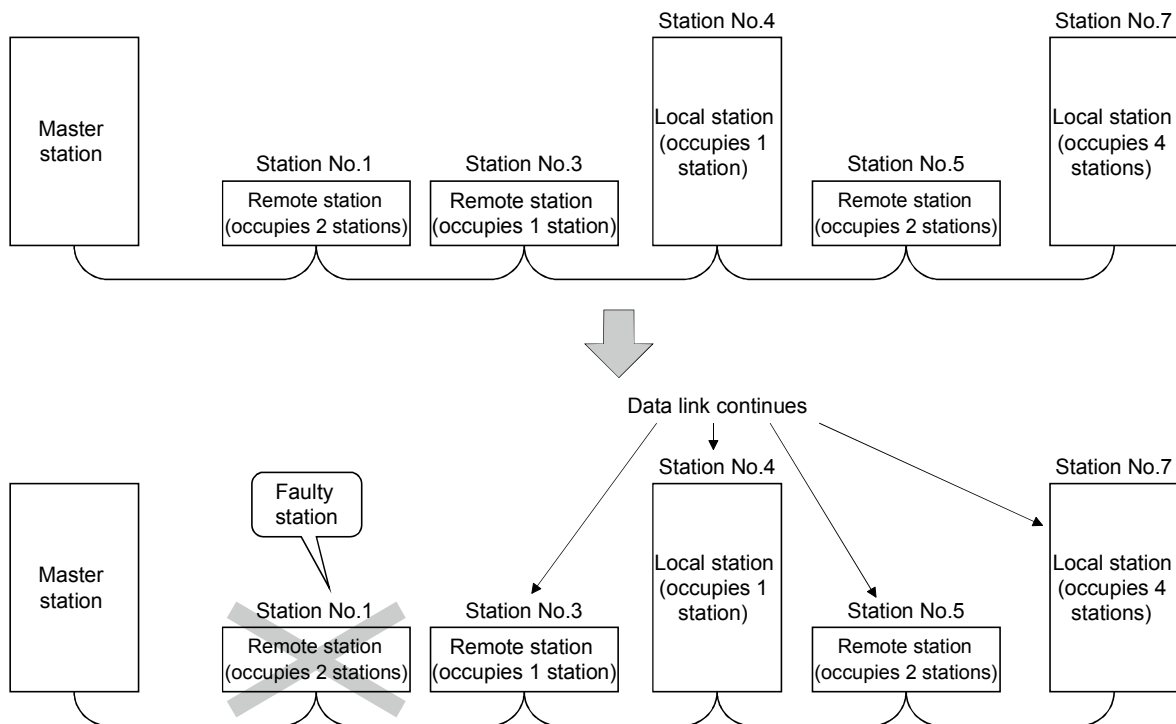 Station No.4
Station No.7
Master
station
Station No.1
Remote station
(occupies 2 stations)
Station No.3
Remote station
(occupies 1 station)
Local station
(occupies 1
station)
Station No.5
Remote station
(occupies 2 stations)
Local station
(occupies 4
stations)
Data link continues
Station No.4
Station No.7
Faulty
station
Master
station
Station No.1
Remote station
(occupies 2 stations)
Station No.3
Remote station
(occupies 1 station)
Local station
(occupies 1
station)
Station No.5
Remote station
(occupies 2 stations)
Local station
(occupies 4
stations)